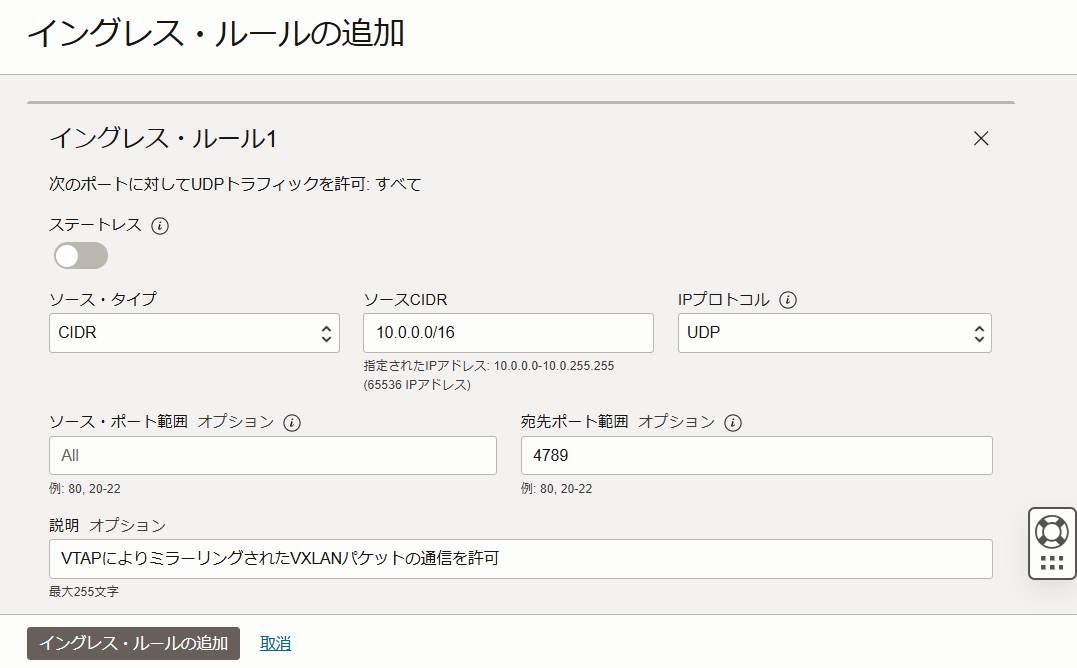 イングレス・ルールの追加
イングレス・ルール1
次のポートに対してUDPトラフィックを許可: すべて
ステートレス
ソース・タイプ
ソースCIDR
IPプロトコル
CIDR
10.0.0.0/16
UDP
指定されたIPアドレス: 10.0.0.0-10.0.255.255
(65536 IPアドレス)
ソース・ポート範囲 オプション
宛先ポート範囲 オプション
All
4789
例: 80, 20-22
例: 80, 20-22
説明 オプション
VTAPによりミラーリングされたVXLANパケットの通信を許可
最大255文字
イングレス・ルールの追加
取消